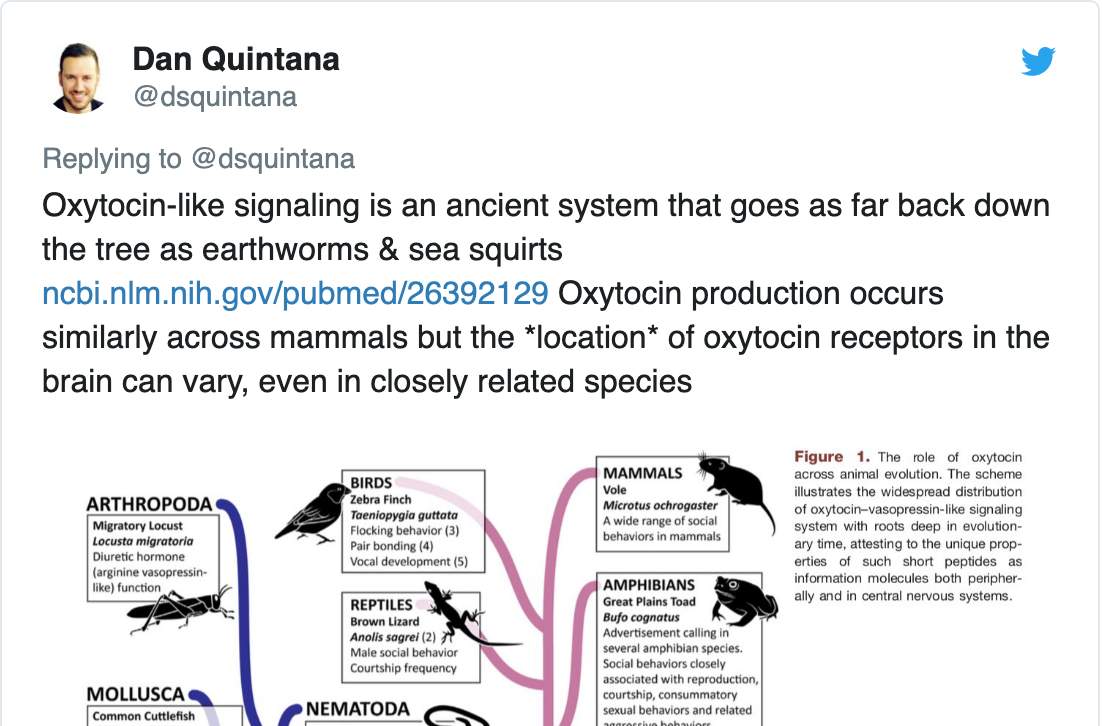 Dan Quintana
@dsquintana
Replying to @dsquintana
Oxytocin-like signaling is an ancient system that goes as far back down
the tree as earthworms & sea squirts
ncbi.nlm.nih.gov/pubmed/26392129 Oxytocin production occurs
similarly across mammals but the *location* of oxytocin receptors in the
brain can vary, even in closely related species
ARTHROPODA
Migratory Locust
Locusta migratoria
Diuretic hormone
(arginine vasopressin-
like) function
MOLLUSCA
Common Cuttlefish
BIRDS
Zebra Finch
Taeniopygia guttata
Flocking behavior (3)
Pair bonding (4)
Vocal development (5)
REPTILES
Brown Lizard
Anolis sagrei (2)
Male social behavior
Courtship frequency
NEMATODA
MAMMALS
Vole
Microtus ochrogaster
A wide range of social
behaviors in mammals
AMPHIBIANS
Great Plains Toad
Bufo cognatus
Advertisement calling in
several amphibian species.
Social behaviors closely
associated with reproduction,
courtship, consummatory
sexual behaviors and related
aggressive behaviors
Figure 1. The role of oxytocin
across animal evolution. The scheme
illustrates the widespread distribution
of oxytocin–vasopressin-like signaling
system with roots deep in evolution-
ary time, attesting to the unique prop-
erties of such short peptides as
information molecules both peripher-
ally and in central nervous systems.